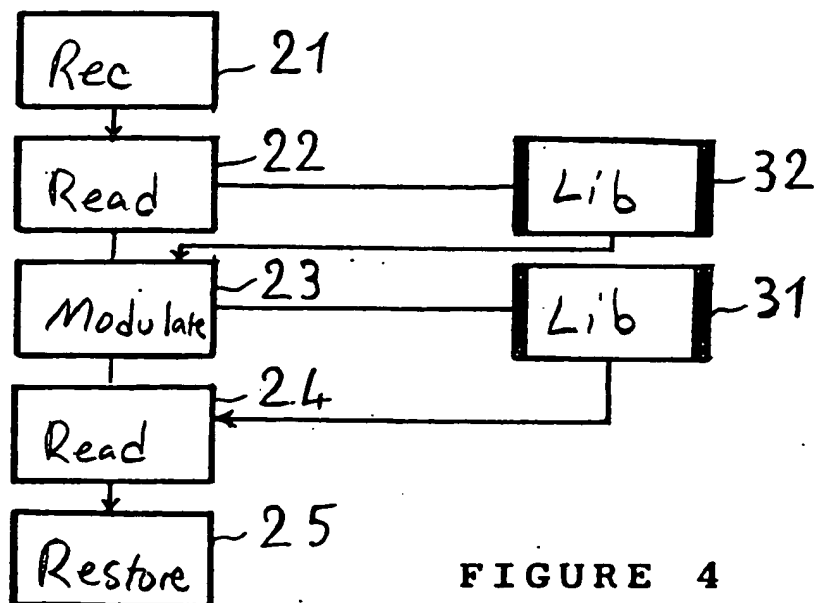 Rec 21
Read 22 Lib 32
Modulate 23 Lib 31
Read 24
Restore 25
FIGURE 4